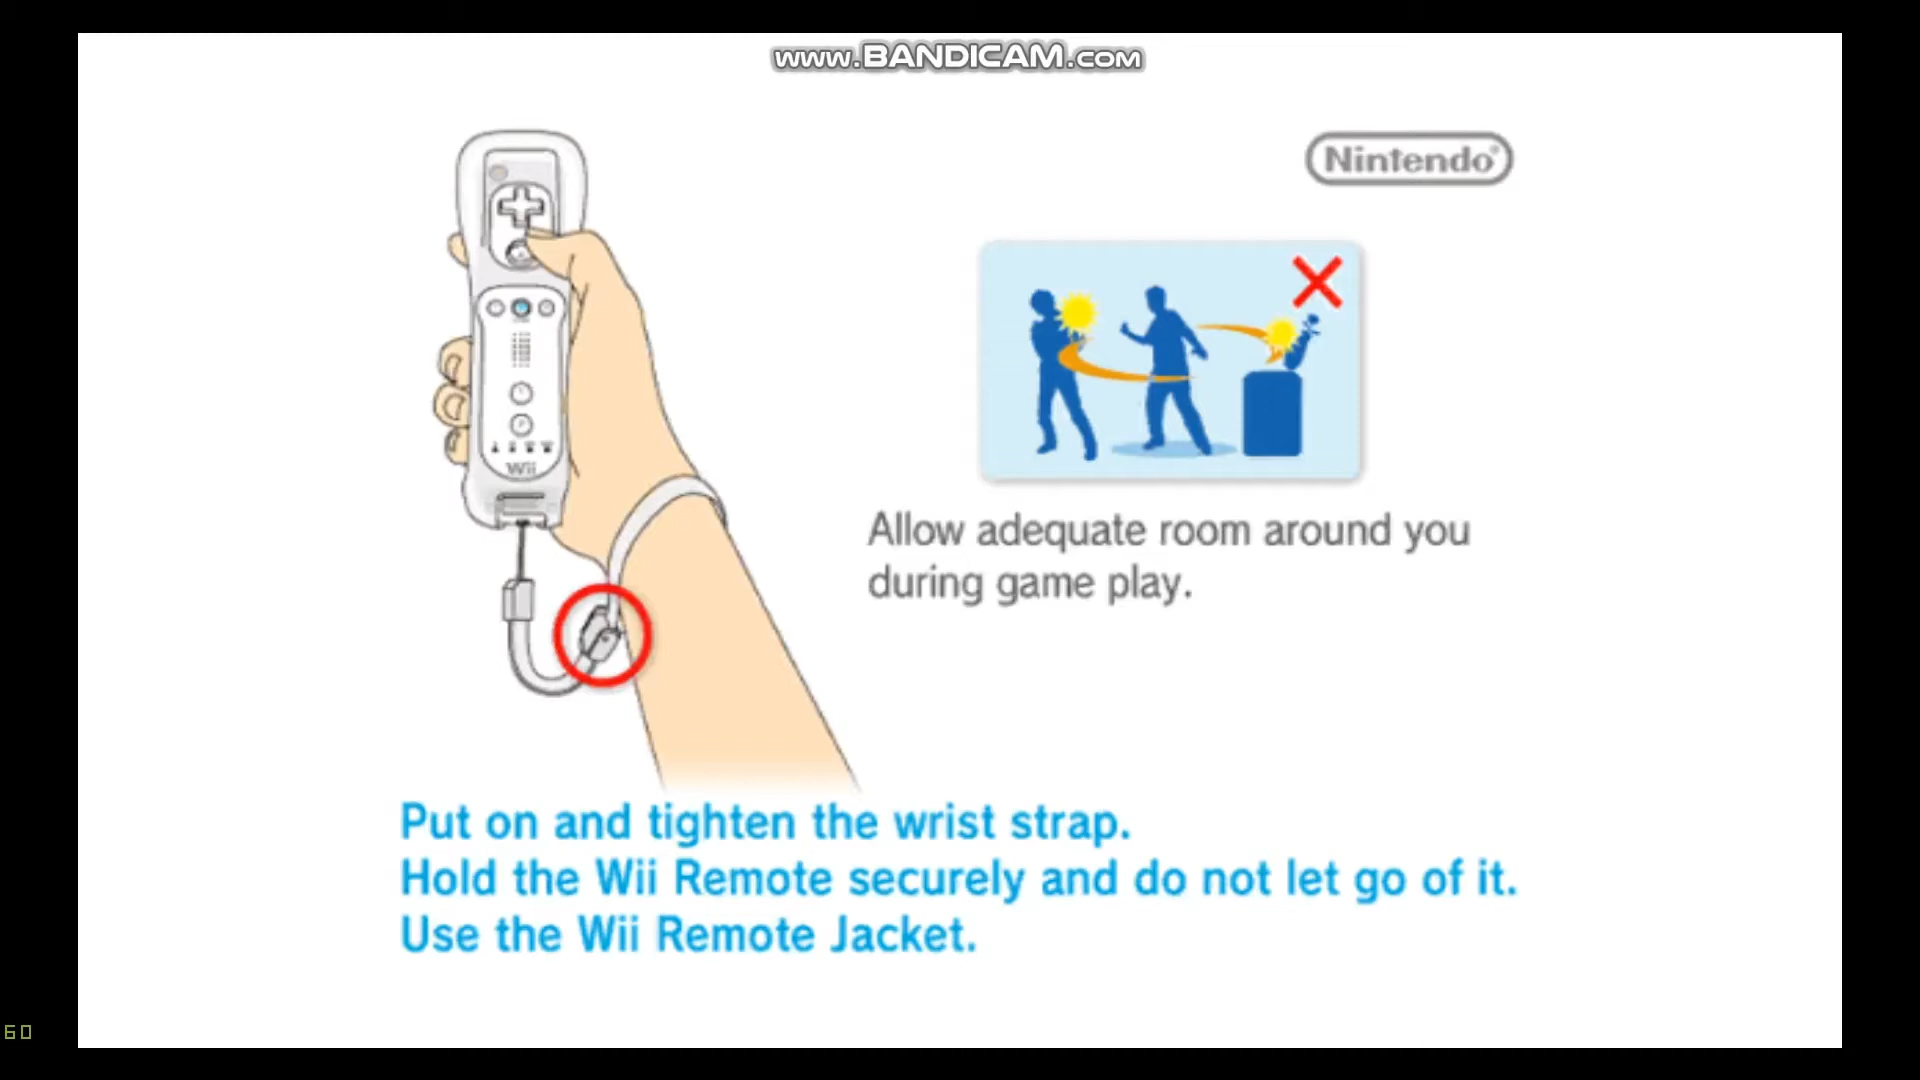 www.BANDICAM.com
Nintendo®
Wii
Allow adequate room around you
during game play.
Put on and tighten the wrist strap.
Hold the Wii Remote securely and do not let go of it.
Use the Wii Remote Jacket.
60